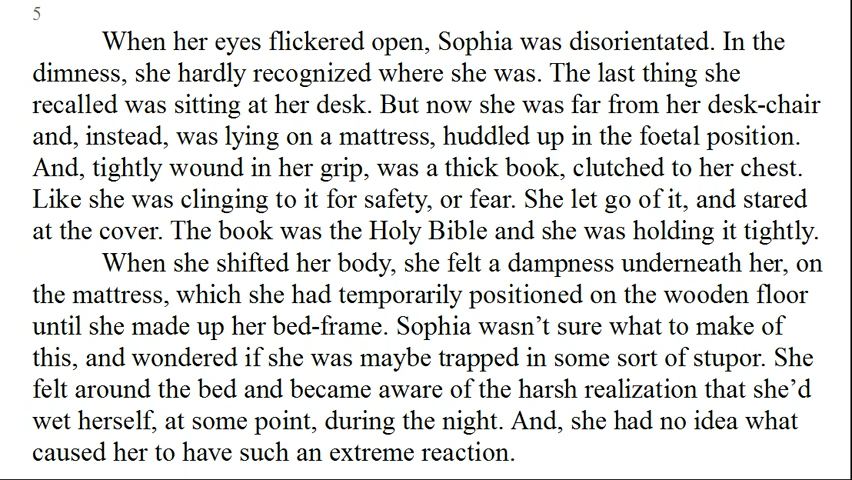 5
When her eyes flickered open, Sophia was disorientated. In the
dimness, she hardly recognized where she was. The last thing she
recalled was sitting at her desk. But now she was far from her desk-chair
and, instead, was lying on a mattress, huddled up in the foetal position.
And, tightly wound in her grip, was a thick book, clutched to her chest.
Like she was clinging to it for safety, or fear. She let go of it, and stared
at the cover. The book was the Holy Bible and she was holding it tightly.
When she shifted her body, she felt a dampness underneath her, on
the mattress, which she had temporarily positioned on the wooden floor
until she made up her bed-frame. Sophia wasn’t sure what to make of
this, and wondered if she was maybe trapped in some sort of stupor. She
felt around the bed and became aware of the harsh realization that she’d
wet herself, at some point, during the night. And, she had no idea what
caused her to have such an extreme reaction.